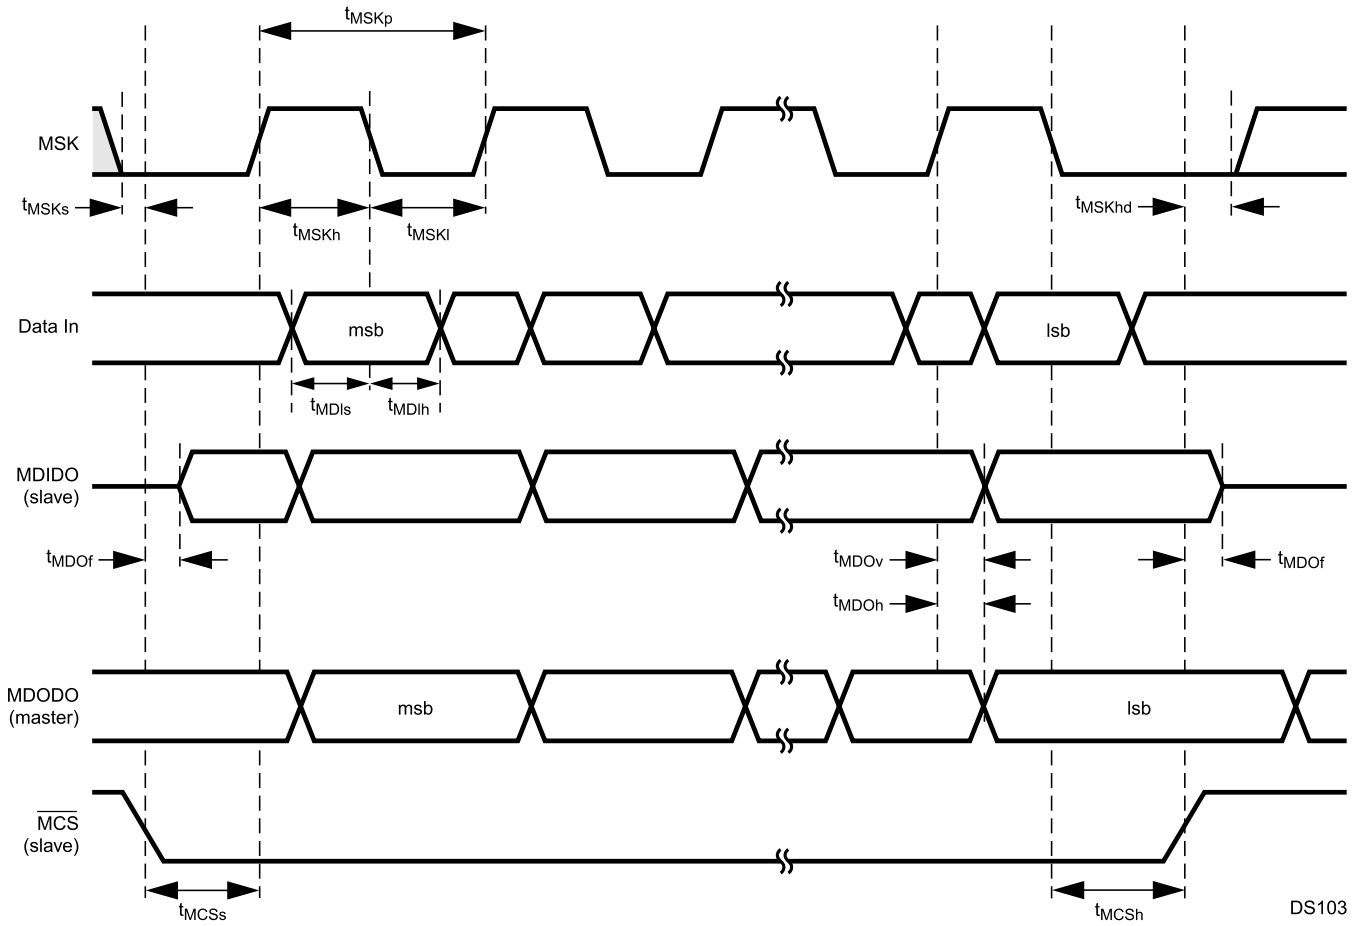 tMSKp
MSK
tMSKs
tMSKh
tMSKl
tMSKhd
Data In
msb
lsb
tMDIs
tMDIh
MDIDO
(slave)
tMDOf
tMDOv
tMDOf
tMDOh
MDODO
(master)
msb
lsb
MCS
(slave)
tMCSs
tMCSh
DS103